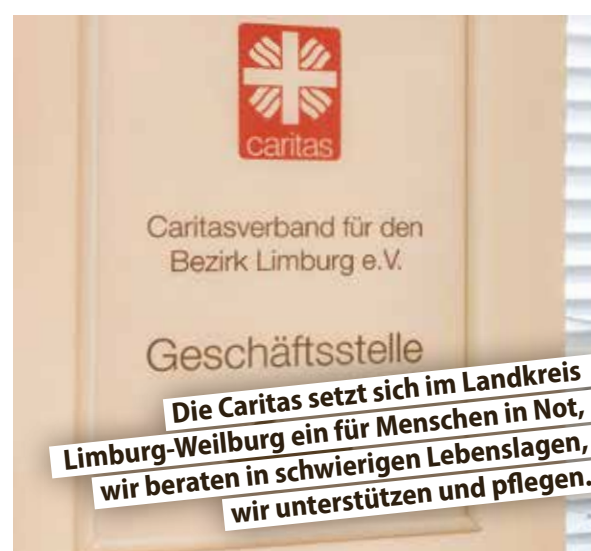 caritas
Caritasverband für den
Bezirk Limburg e.V.
Geschäftsstelle
Die Caritas setzt sich im Landkreis
Limburg-Weilburg ein für Menschen in Not,
wir beraten in schwierigen Lebenslagen,
wir unterstützen und pflegen.